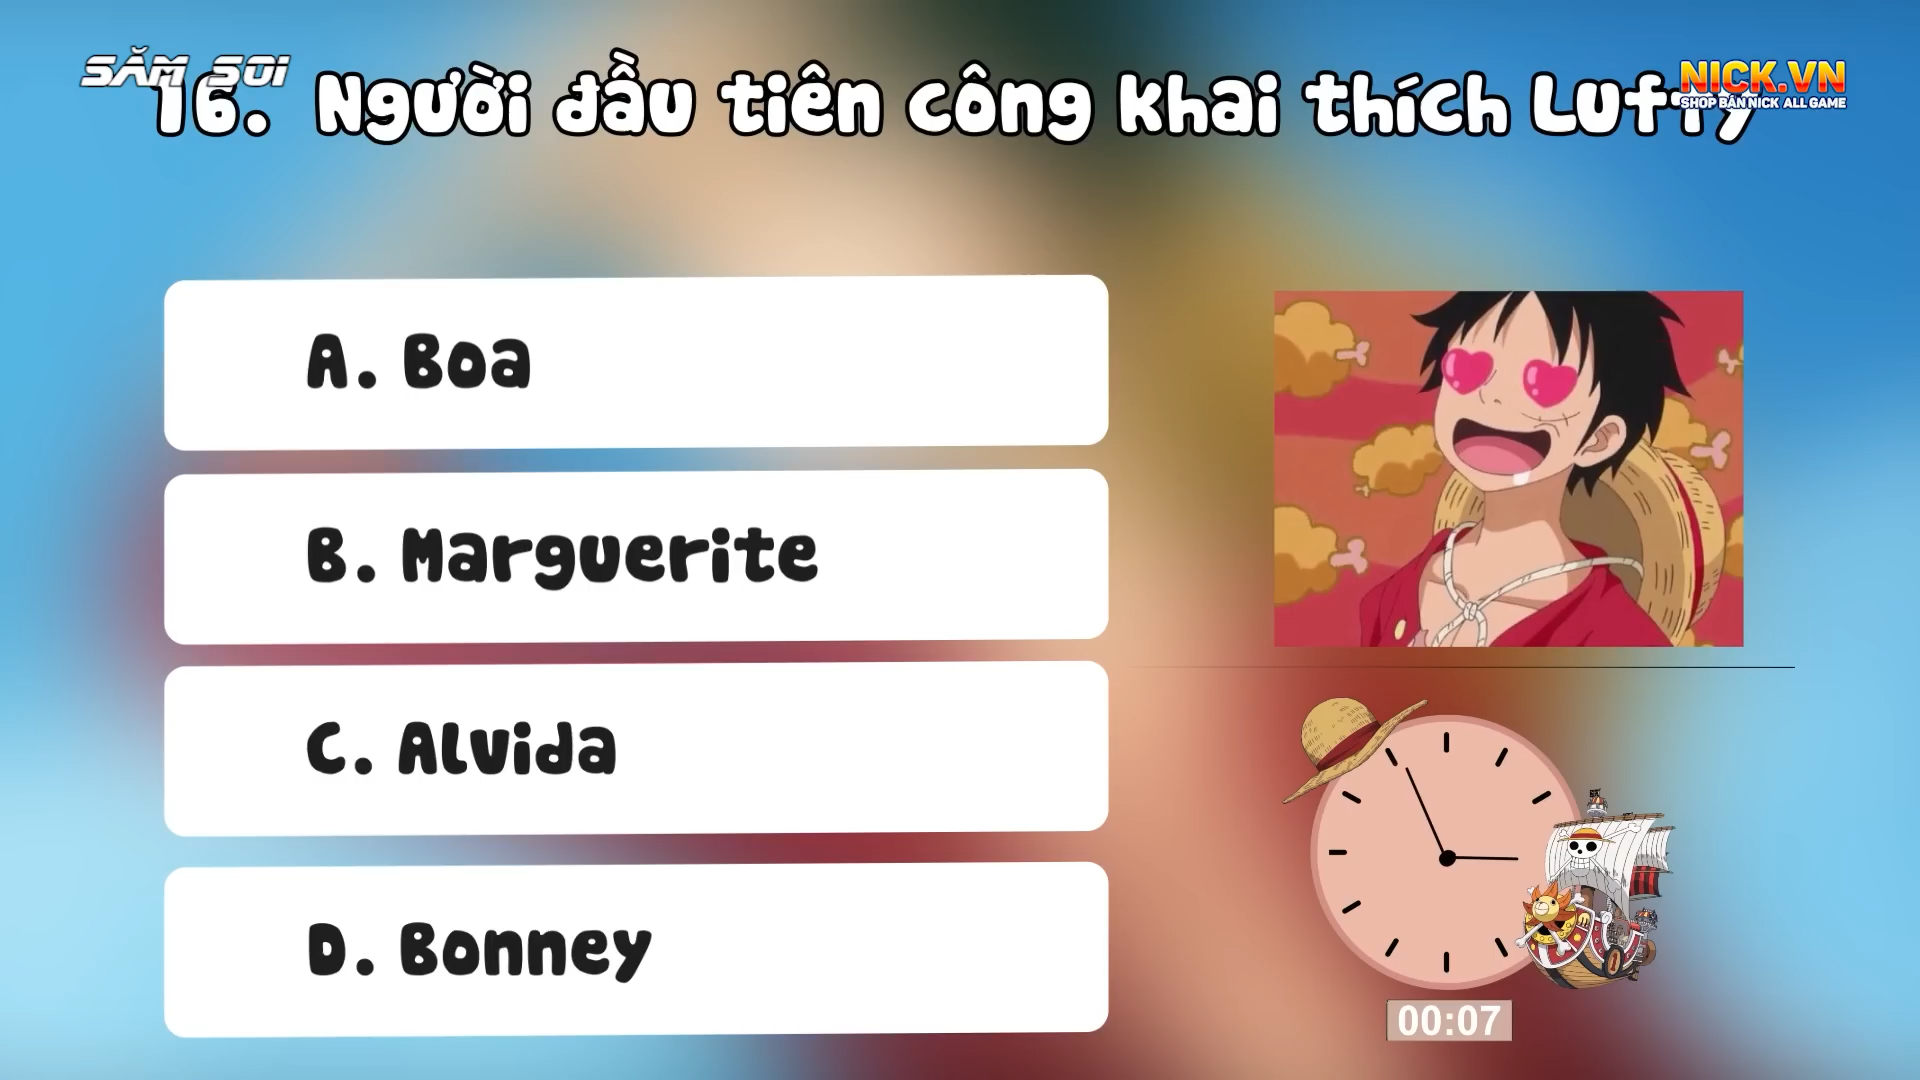 SĂM SOI
NICK.VN
SHOP BÁN NICK ALL GAME
16. Người đầu tiên công khai thích Luffy
A. Boa
B. Marguerite
C. Alvida
D. Bonney
00:07